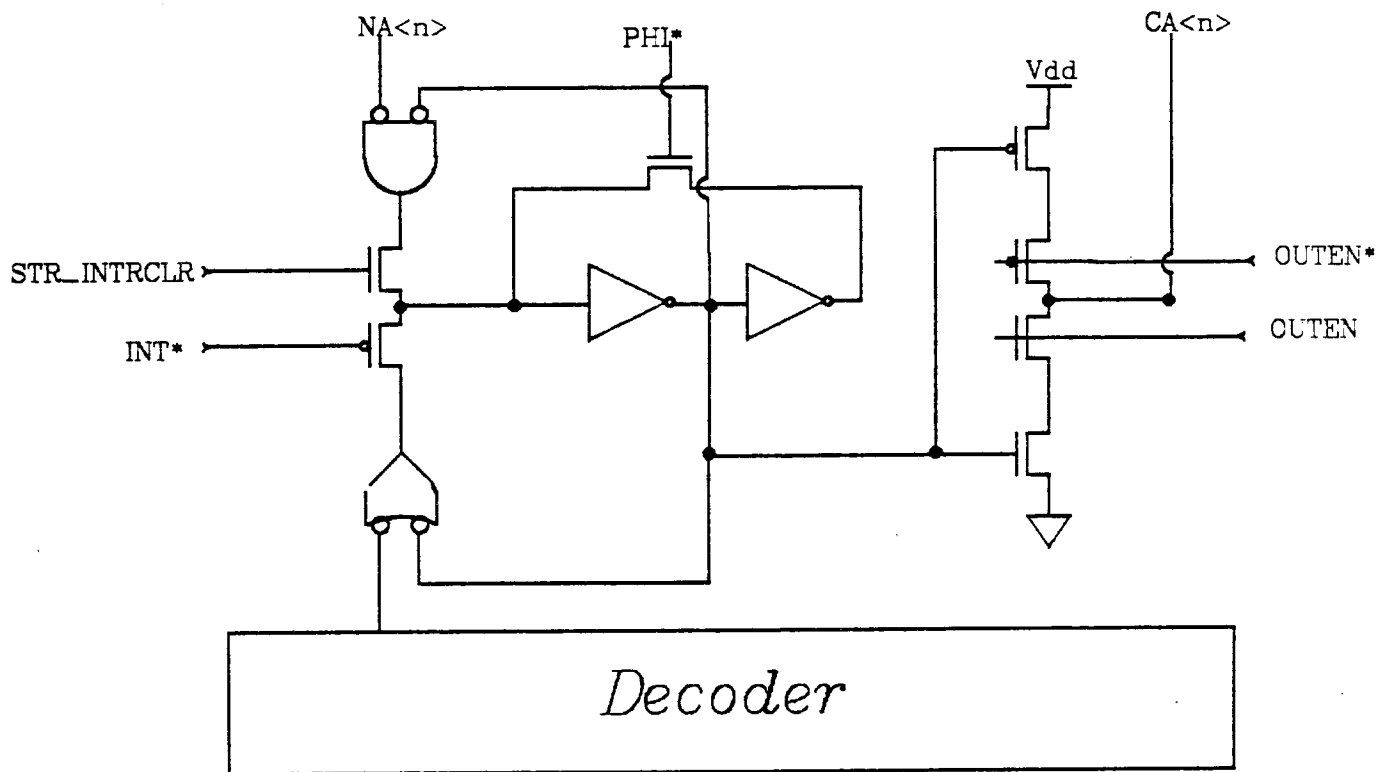 NA<n>
PHI*
CA<n>
Vdd
STR_INTRCLR
OUTEN*
INT*
OUTEN
Decoder